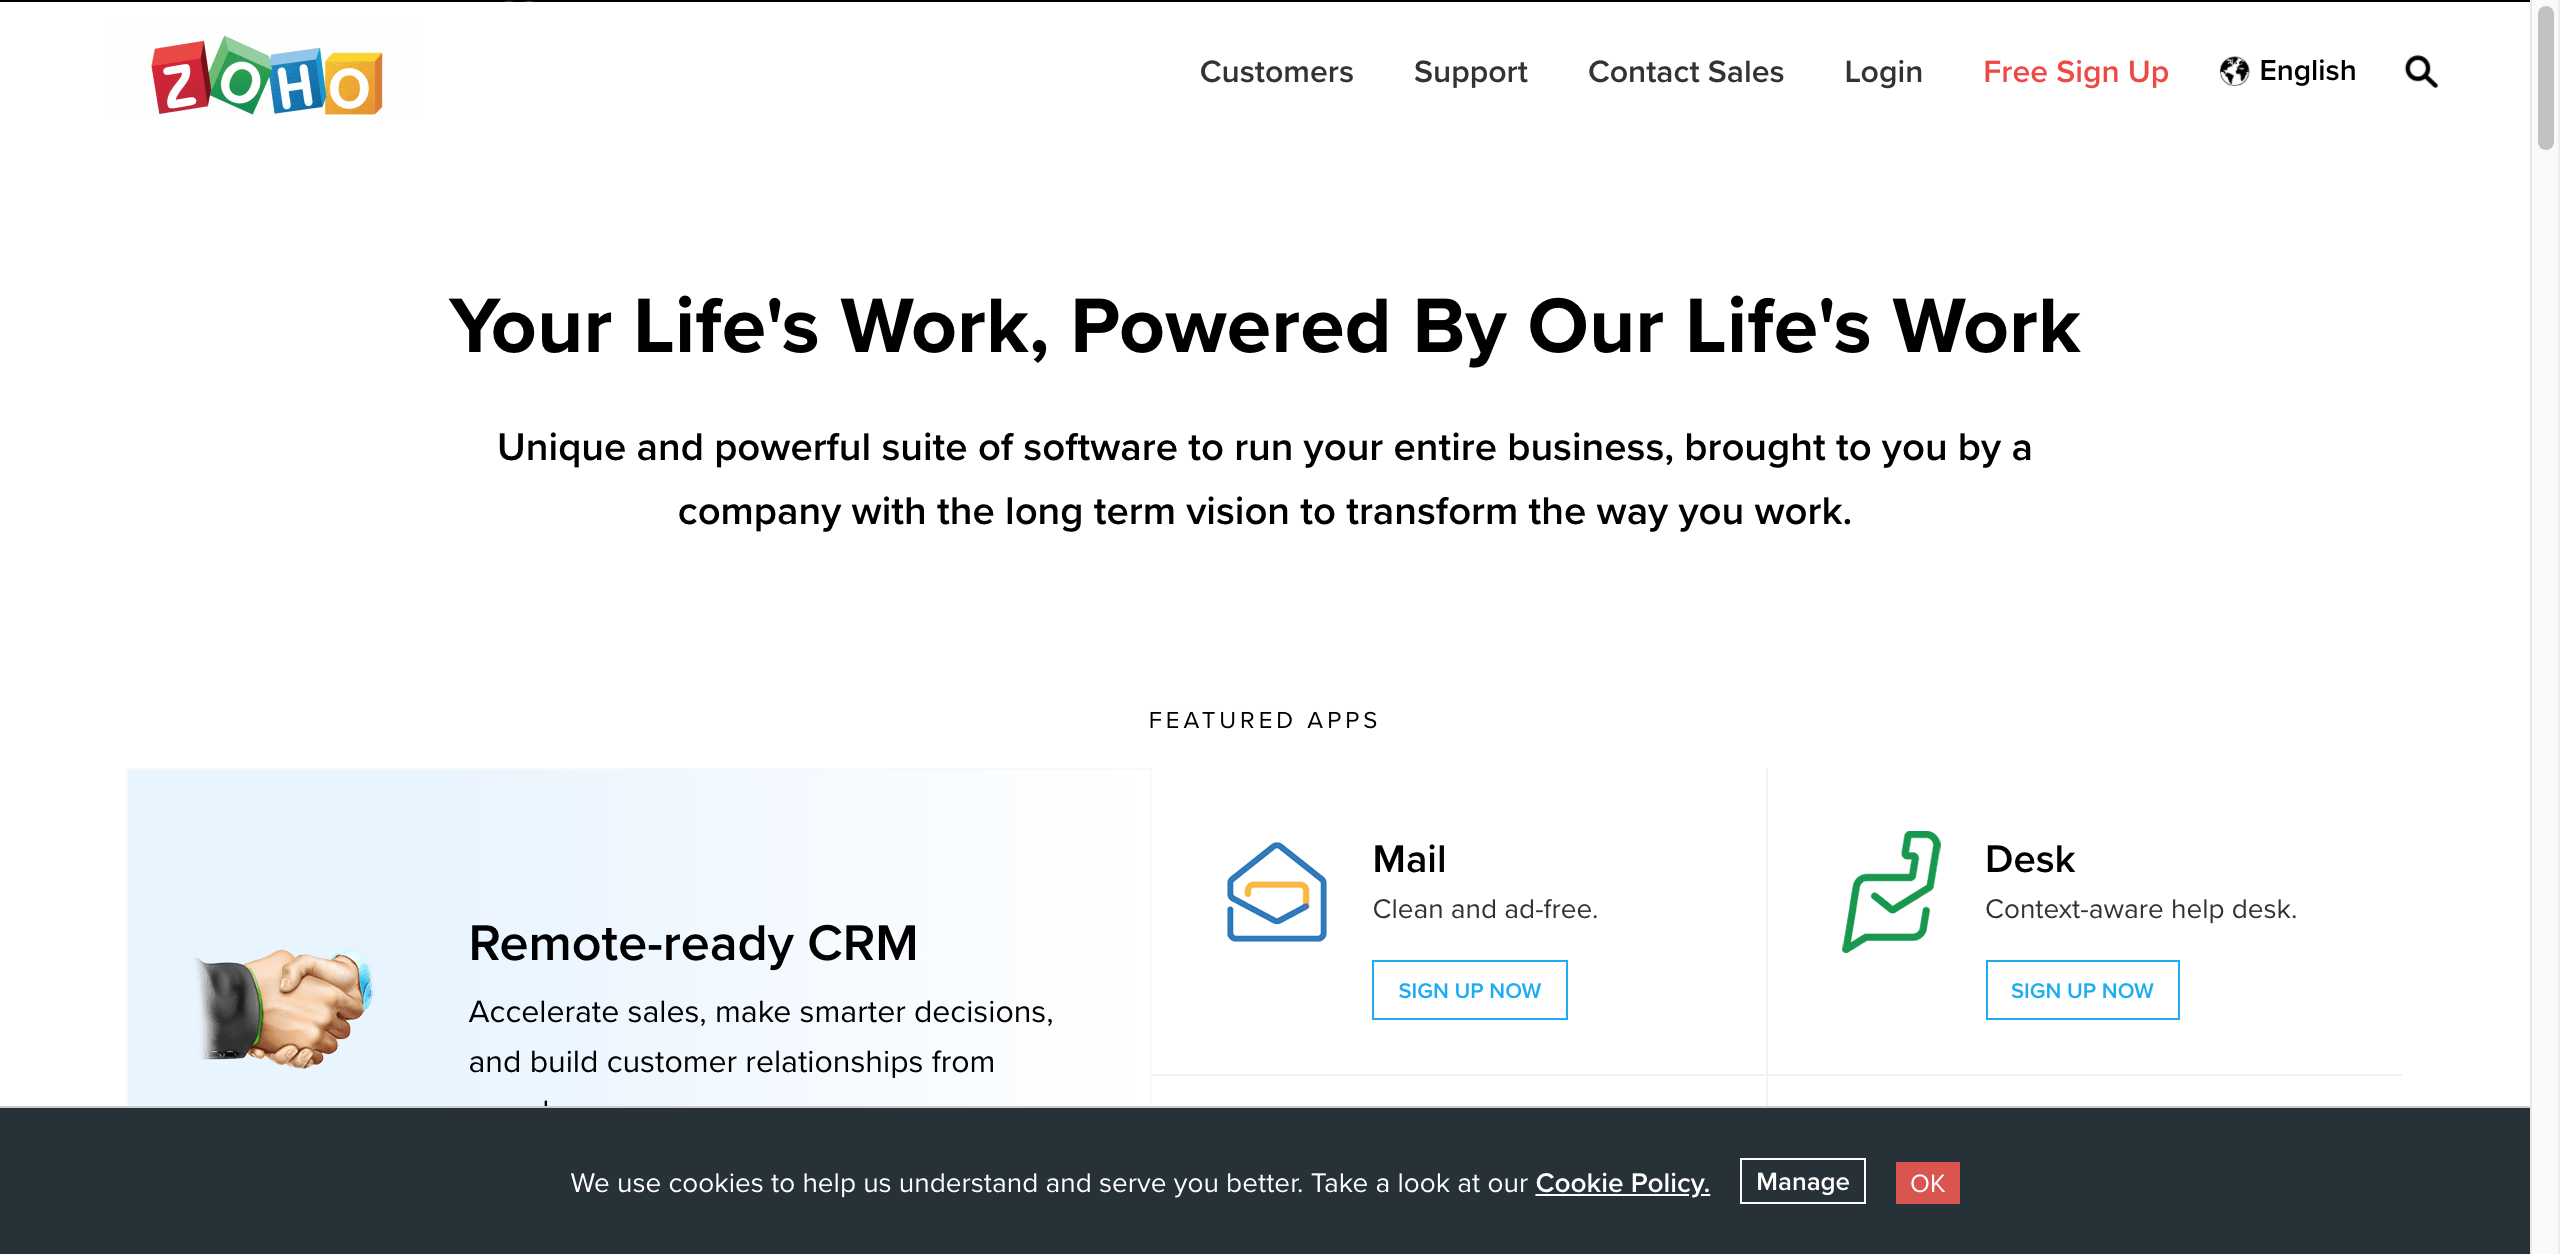 ZOHO
Customers
Support
Contact Sales
Login
Free Sign Up
English
Your Life's Work, Powered By Our Life's Work
Unique and powerful suite of software to run your entire business, brought to you by a
company with the long term vision to transform the way you work.
FEATURED APPS
Remote-ready CRM
Accelerate sales, make smarter decisions,
and build customer relationships from
Mail
Clean and ad-free.
SIGN UP NOW
Desk
Context-aware help desk.
SIGN UP NOW
We use cookies to help us understand and serve you better. Take a look at our Cookie Policy.
Manage
OK